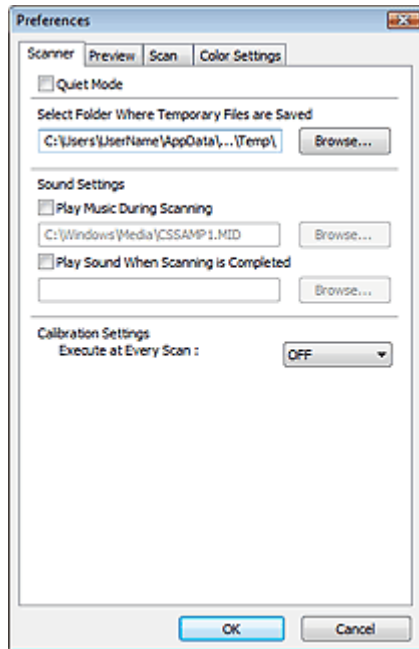 Preferences
Scanner Preview Scan Color Settings
Quiet Mode
Select Folder Where Temporary Files are Saved
C:\Users\UserName\AppData\,...\Temp\, Browse...
Sound Settings
Play Music During Scanning
C:\Windows\Media\CSSAMP1.MID Browse...
Play Sound When Scanning is Completed
Browse...
Calibration Settings
Execute at Every Scan : OFF
OK Cancel